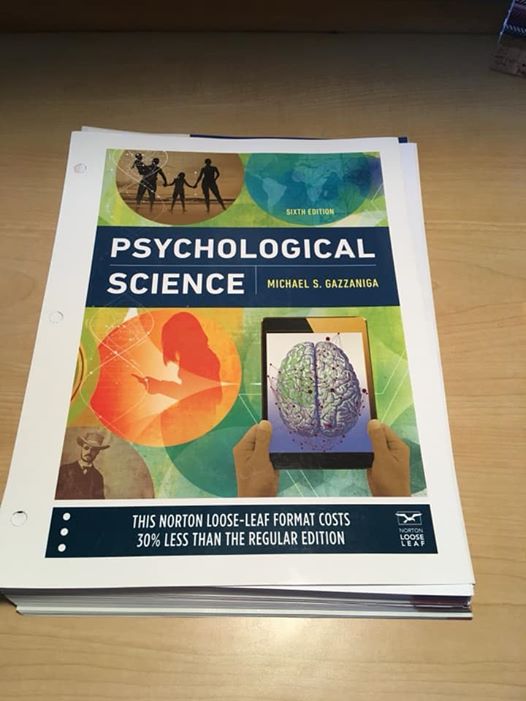 SIXTH EDITION
PSYCHOLOGICAL
SCIENCE
MICHAEL S. GAZZANIGA
THIS NORTON LOOSE-LEAF FORMAT COSTS
30% LESS THAN THE REGULAR EDITION
NORTON
LOOSE
LEAF